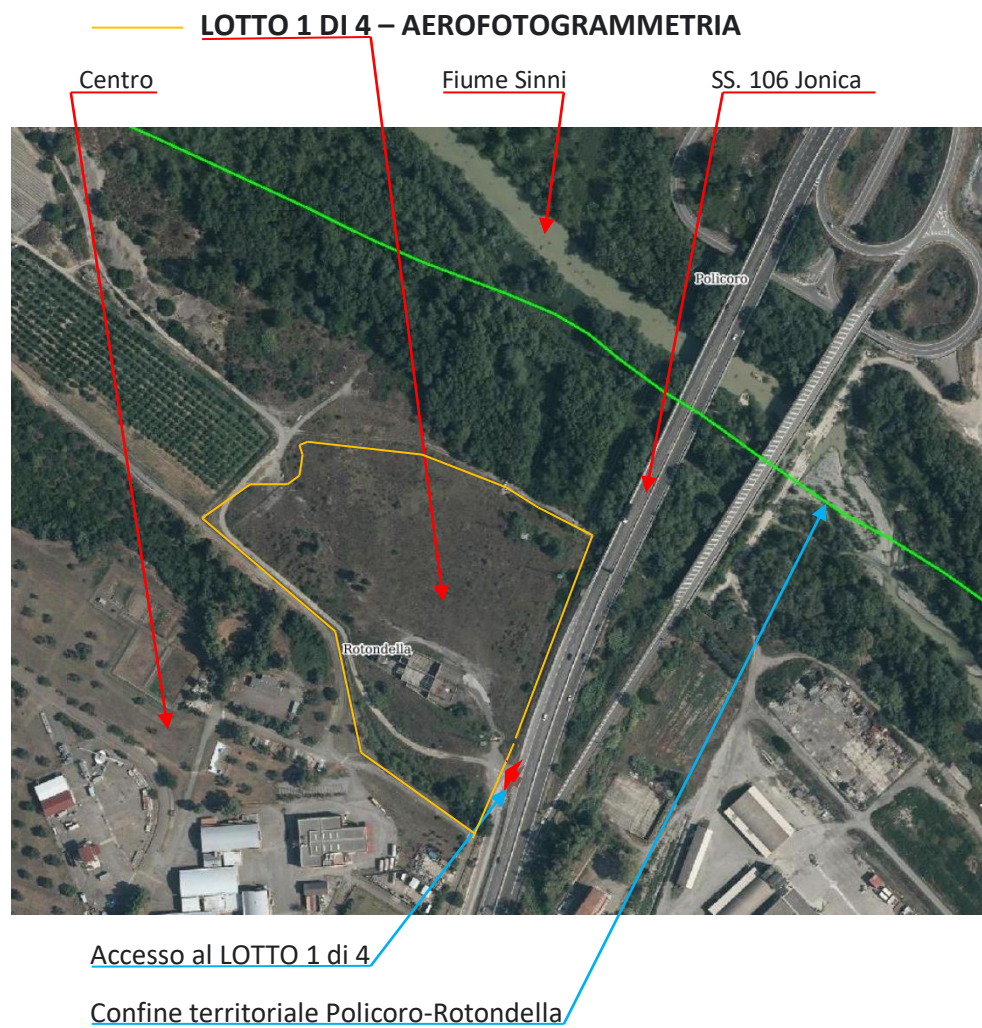 LOTTO 1 DI 4 – AEROFOTOGRAMMETRIA
Centro
Fiume Sinni
SS. 106 Jonica
Policoro
Rotondella
Accesso al LOTTO 1 di 4
Confine territoriale Policoro-Rotondella